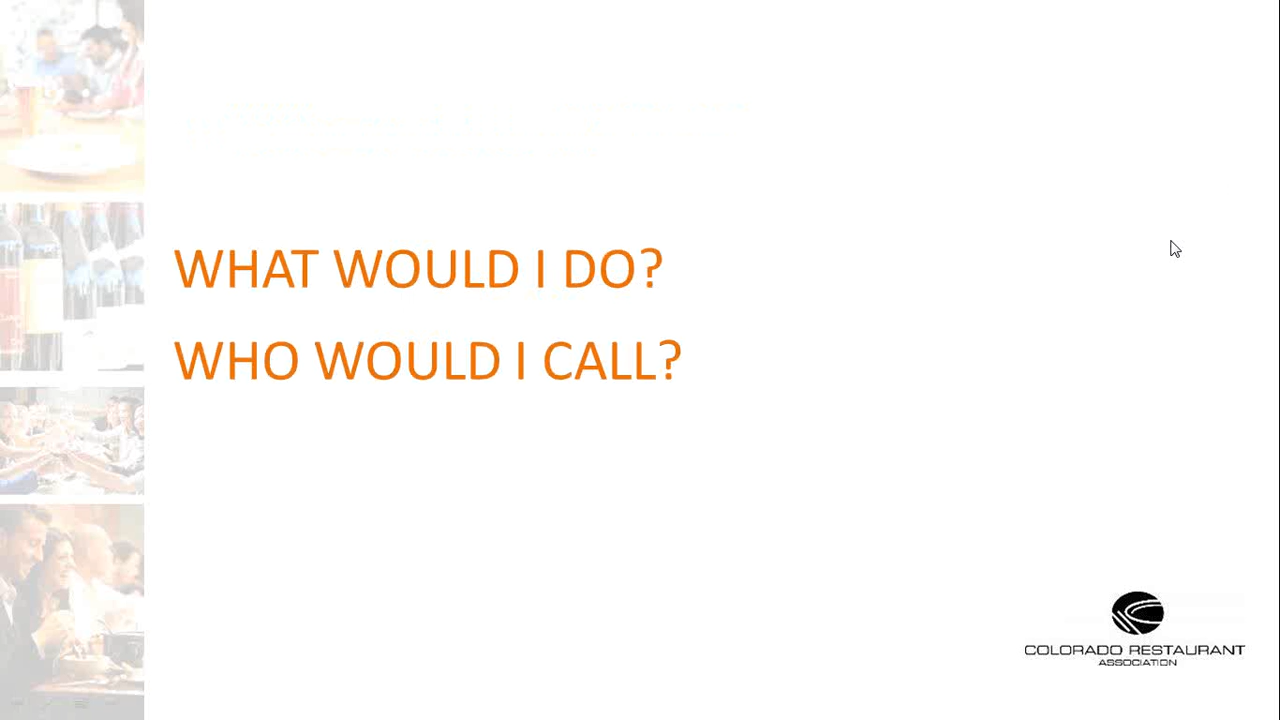 WHAT WOULD I DO?
WHO WOULD I CALL?
COLORADO RESTAURANT
ASSOCIATION